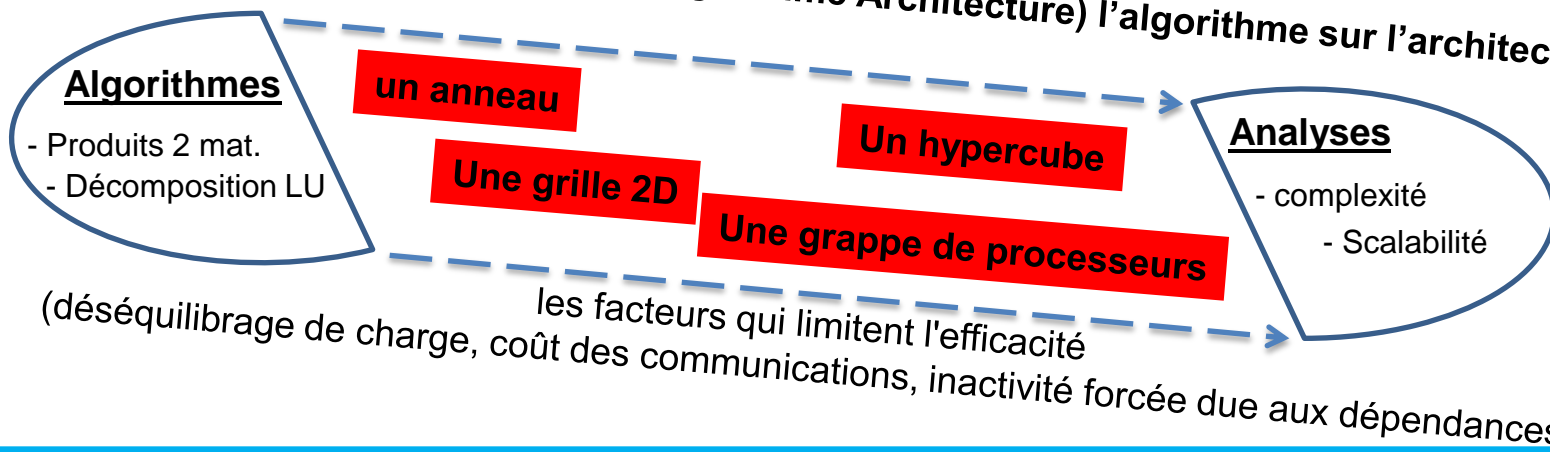 Architecture) l’algorithme sur l’architec
Algorithmes
- Produits 2 mat.
- Décomposition LU
un anneau
Une grille 2D
Un hypercube
Une grappe de processeurs
Analyses
- complexité
- Scalabilité
les facteurs qui limitent l'efficacité
(déséquilibrage de charge, coût des communications, inactivité forcée due aux dépendances